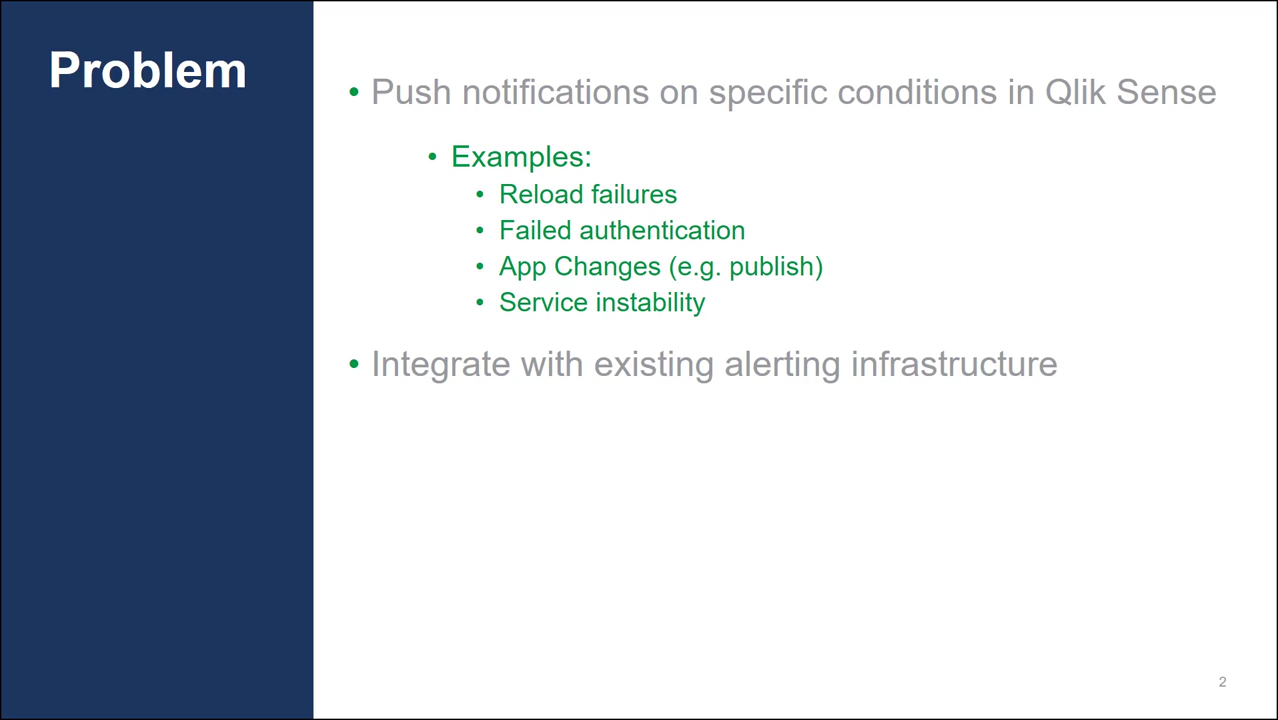 Problem
• Push notifications on specific conditions in Qlik Sense
• Examples:
• Reload failures
• Failed authentication
• App Changes (e.g. publish)
• Service instability
• Integrate with existing alerting infrastructure
2